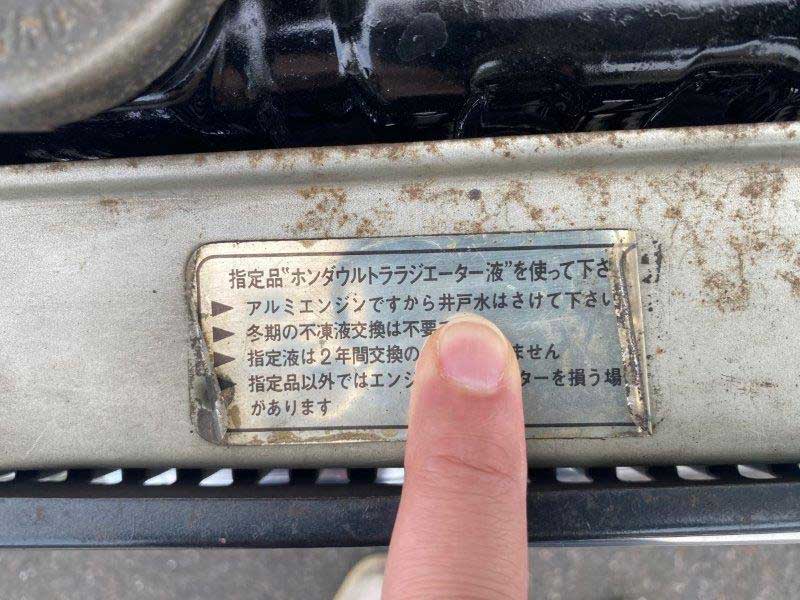 指定品"ホンダウルトララジエーター液"を使って下さ
▶ アルミエンジンですから井戸水はさけて下さい
▶ 冬期の不凍液交換は不要
▶ 指定液は2年間交換の ません
▶ 指定品以外ではエンジ ターを損う場
があります